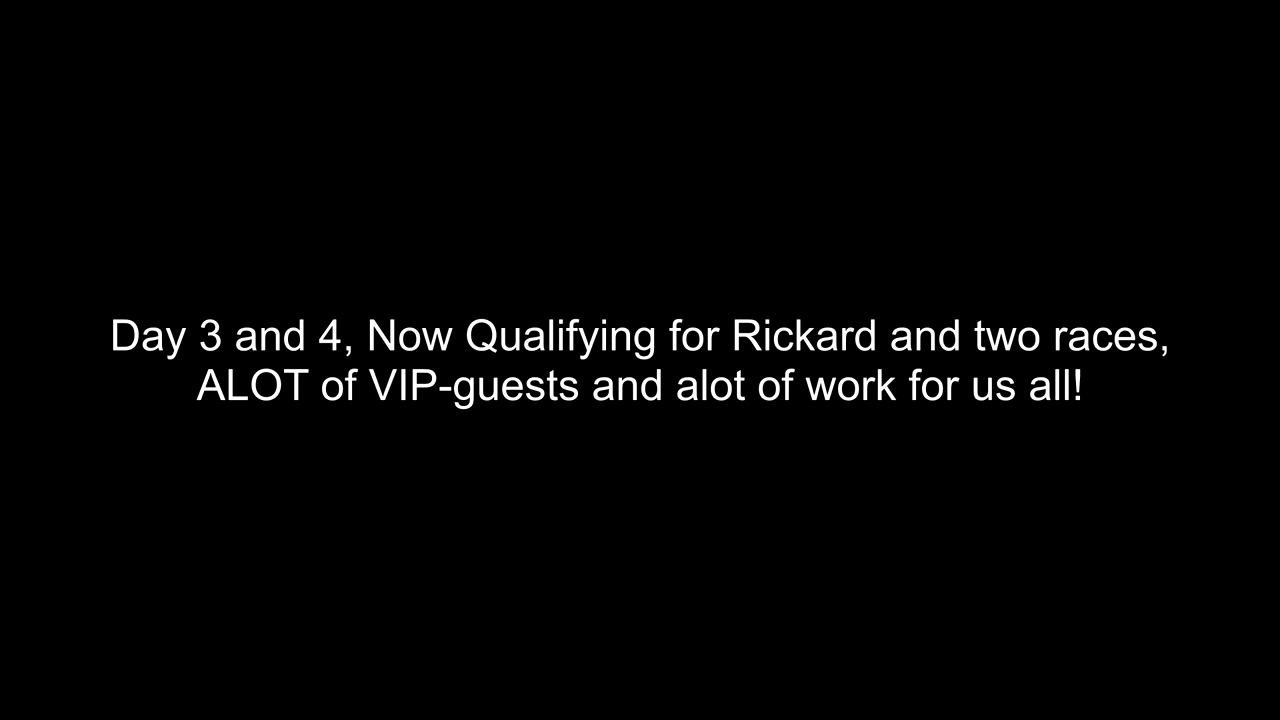 Day 3 and 4, Now Qualifying for Rickard and two races,
ALOT of VIP-guests and alot of work for us all!